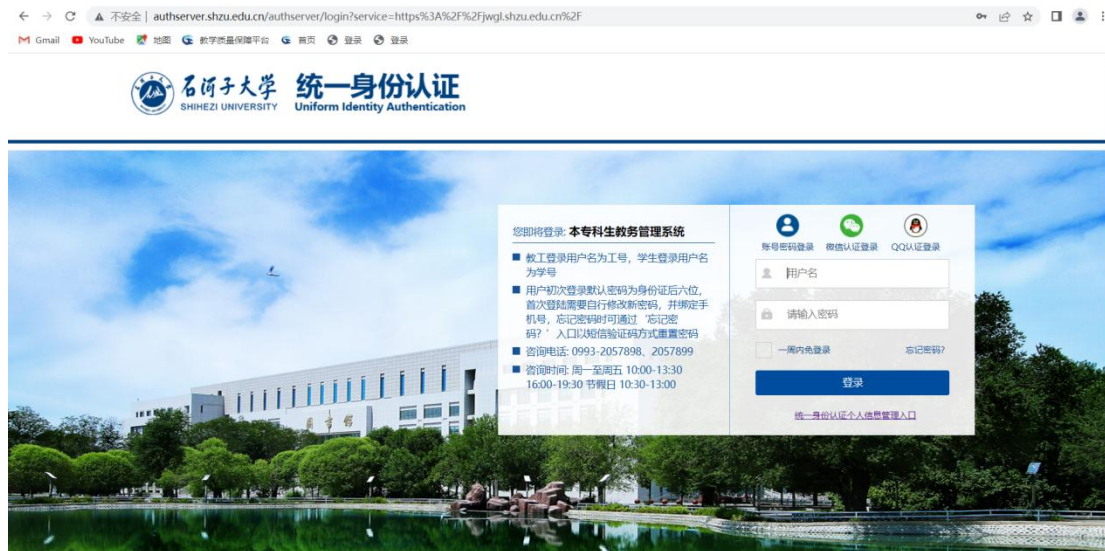 不安全 | authserver.shzu.edu.cn/authserver/login?service=https%3A%2F%2Fjwgl.shzu.edu.cn%2F
Gmail YouTube 地图 教学质量保障平台 首页 登录 登录
石河子大学 统一身份认证
SHIHEZI UNIVERSITY Uniform Identity Authentication
您即将登录: 本专科生教务管理系统
教工登录用户名为工号，学生登录用户名
为学号
用户初次登录默认密码为身份证后六位，
首次登陆需要自行修改新密码，并绑定手
机号，忘记密码时可通过‘忘记密
码？’入口以短信验证码方式重置密码
咨询电话: 0993-2057898、2057899
咨询时间: 周一至周五 10:00-13:30
16:00-19:30 节假日 10:30-13:00
账号密码登录 微信认证登录 QQ认证登录
用户名
请输入密码
一周内免登录 忘记密码?
登录
统一身份认证个人信息管理入口
图书馆